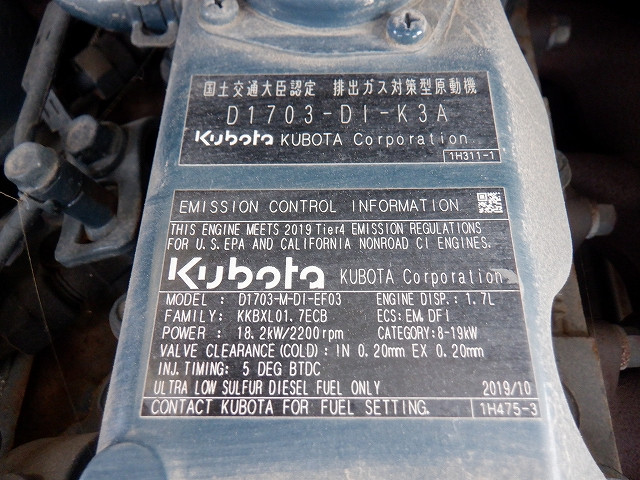 国土交通大臣認定 排出ガス対策型原動機
D1703-DI-K3A
Kubota KUBOTA Corporation
1H311-1
EMISSION CONTROL INFORMATION
THIS ENGINE MEETS 2019 Tier4 EMISSION REGULATIONS
FOR U.S.EPA AND CALIFORNIA NONROAD CI ENGINES.
Kubota KUBOTA Corporation
MODEL : D1703-M-DI-EF03 ENGINE DISP.: 1.7L
FAMILY: KKBXL01.7ECB ECS: EM,DFI
POWER : 18.2kW/2200rpm CATEGORY:8-19kW
VALVE CLEARANCE(COLD): IN 0.20mm EX 0.20mm
INJ.TIMING: 5 DEG BTDC
ULTRA LOW SULFUR DIESEL FUEL ONLY 2019/10
CONTACT KUBOTA FOR FUEL SETTING. 1H475-3